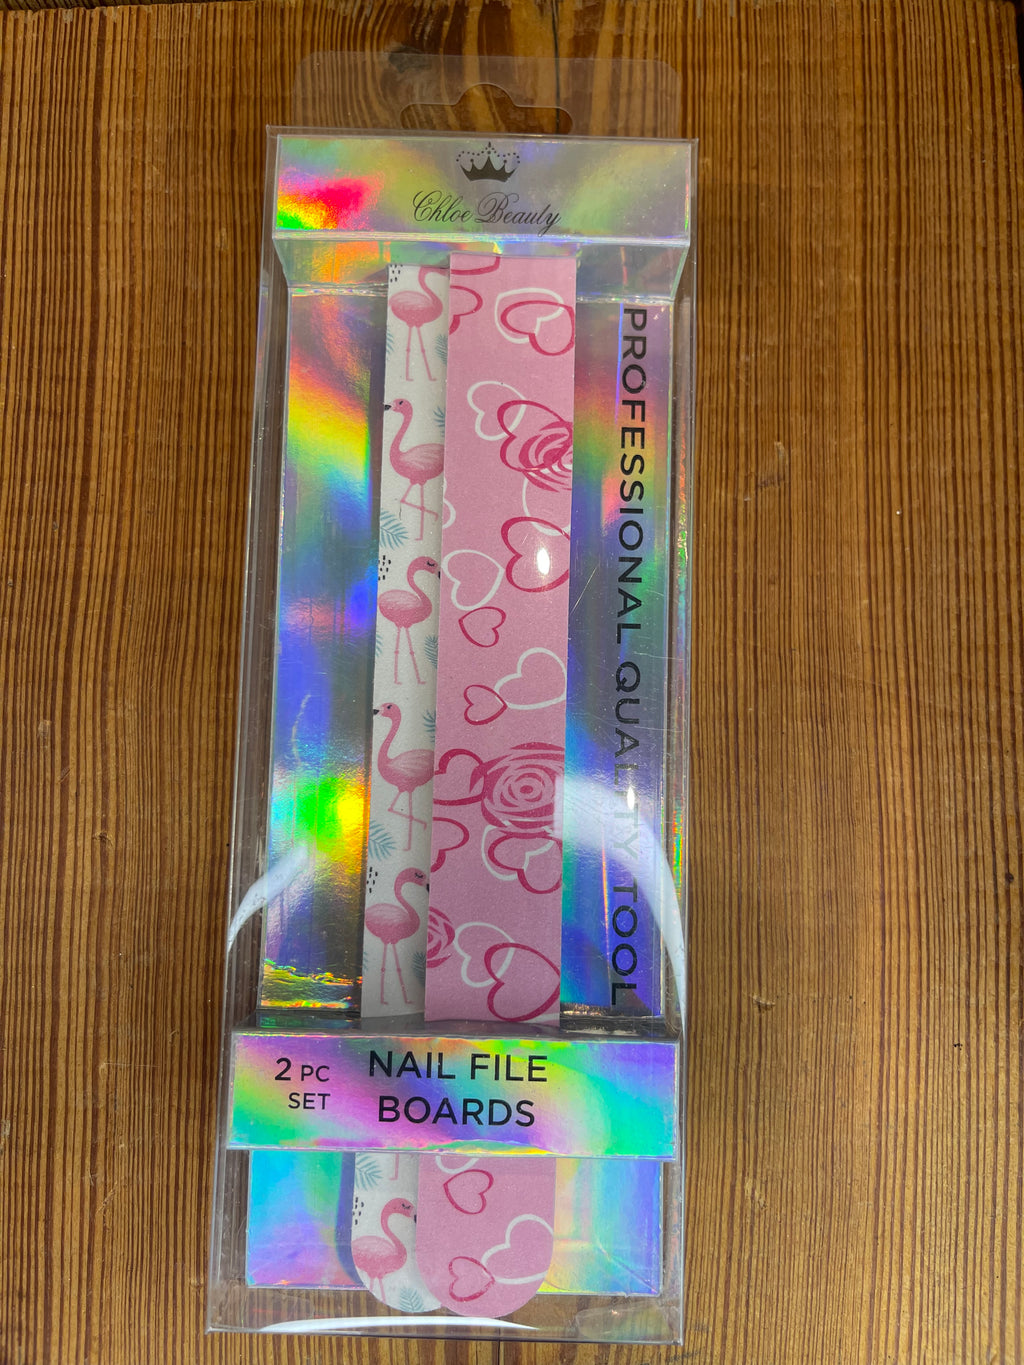 Chloe Beauty
PROFESSIONAL QUALITY TOOL
2 PC
SET
NAIL FILE
BOARDS